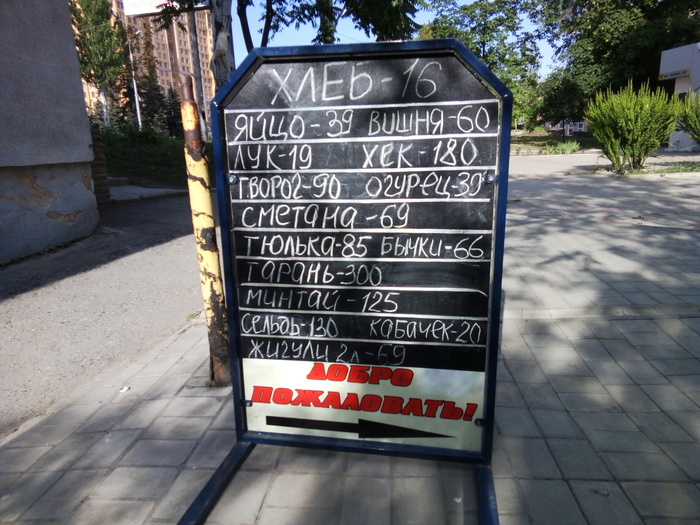 ХЛЕБ-16
ЯЙЦО-39 ВИШНЯ-60
ЛУК-19 ХЕК-180
ТВОРОГ-90 ОГУРЕЦ-39
СМЕТАНА-69
ТЮЛЬКА-85 БЫЧКИ-66
ТАРАНЬ-300
МИНТАЙ-125
СЕЛЬДЬ-130 КАБАЧЕК-20
ЖИГУЛИ 2л-69
ДОБРО
ПОЖАЛОВАТЬ!